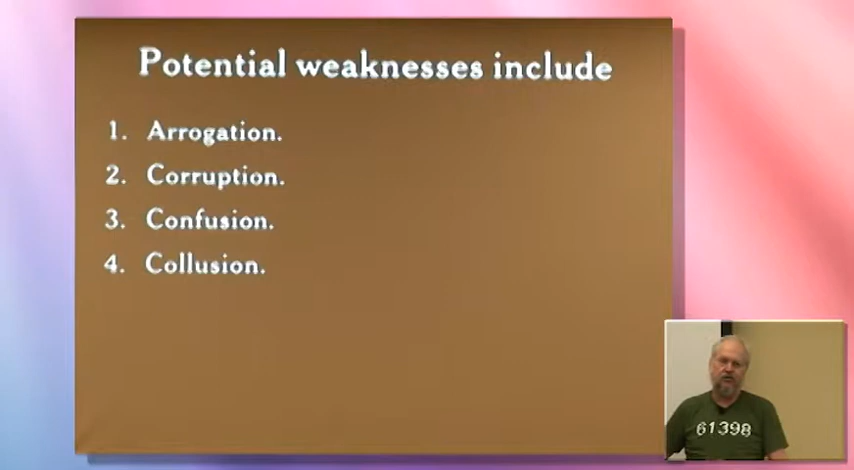 Potential weaknesses include
1. Arrogation.
2. Corruption.
3. Confusion.
4. Collusion.
61398